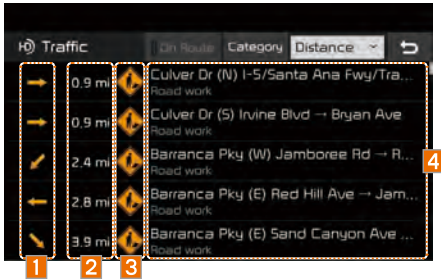 Traffic On Route Category Distance
0.9 mi Culver Dr (N) I-5/Santa Ana Fwy/Tra...
Road work
0.9 mi Culver Dr (S) Irvine Blvd → Bryan Ave
Road work
2.4 mi Barranca Pky (W) Jamboree Rd → R...
Road work
2.8 mi Barranca Pky (E) Red Hill Ave → Jam...
Road work
3.9 mi Barranca Pky (E) Sand Canyon Ave ...
Road work
4
1 2 3